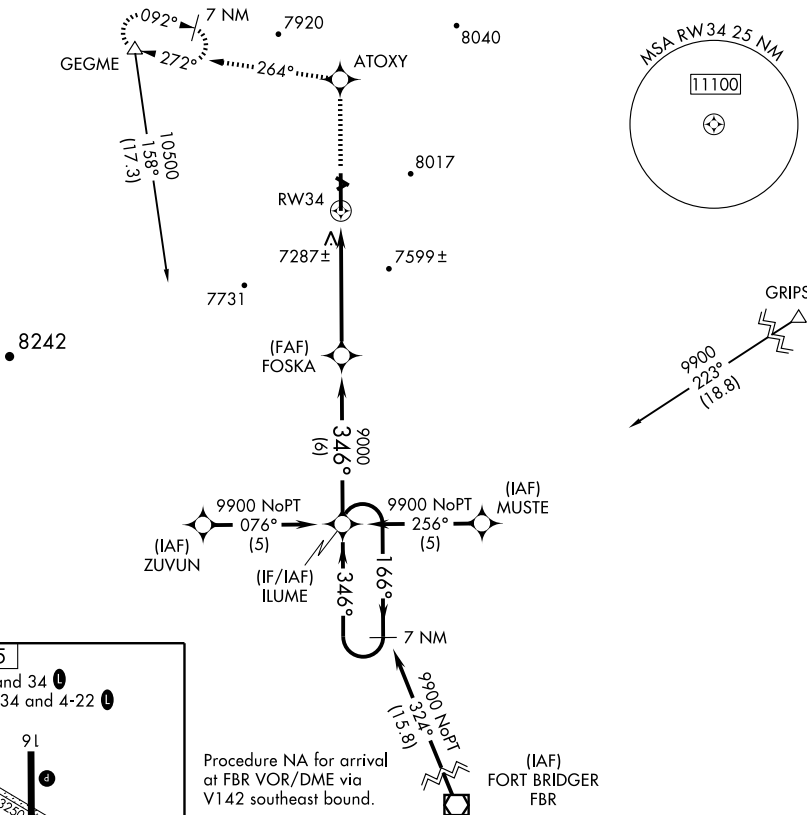 092°
7 NM
7920
8040
GEGME
272°
264°
ATOXY
MSA RW34 25 NM
11100
10500
158°
(17.3)
8017
RW34
7287±
7599±
7731
8242
(FAF)
FOSKA
GRIPS
9900
223°
(18.8)
9000
346°
(6)
9900 NoPT
076°
(5)
(IAF)
ZUVUN
9900 NoPT
256°
(5)
(IAF)
MUSTE
(IF/IAF)
ILUME
346°
166°
7 NM
9900 NoPT
324°
(15.8)
(IAF)
FORT BRIDGER
FBR
Procedure NA for arrival
at FBR VOR/DME via
V142 southeast bound.
5
and 34 L
34 and 4-22 L
16
P
3250